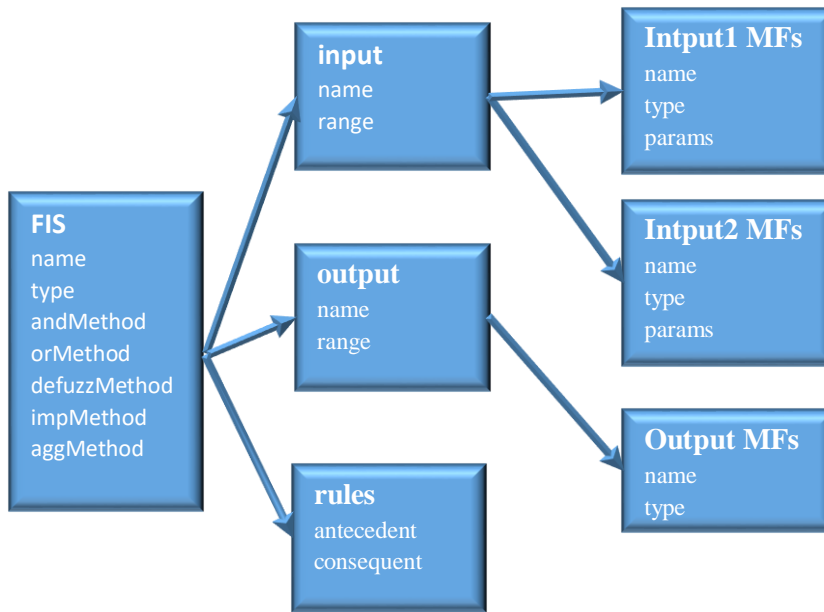 FIS
name
type
andMethod
orMethod
defuzzMethod
impMethod
aggMethod
input
name
range
output
name
range
rules
antecedent
consequent
Intput1 MFs
name
type
params
Intput2 MFs
name
type
params
Output MFs
name
type